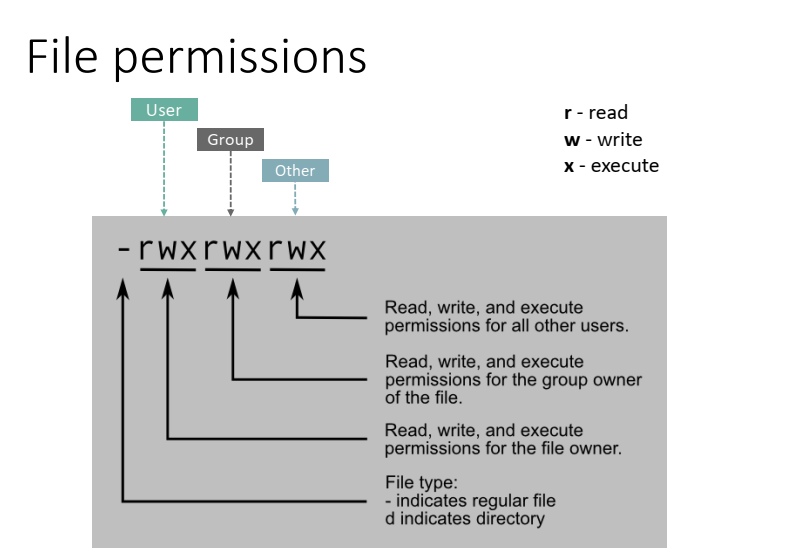 File permissions
User
Group
Other
r - read
w - write
x - execute
-rwxrwxrwx
Read, write, and execute
permissions for all other users.
Read, write, and execute
permissions for the group owner
of the file.
Read, write, and execute
permissions for the file owner.
File type:
- indicates regular file
d indicates directory